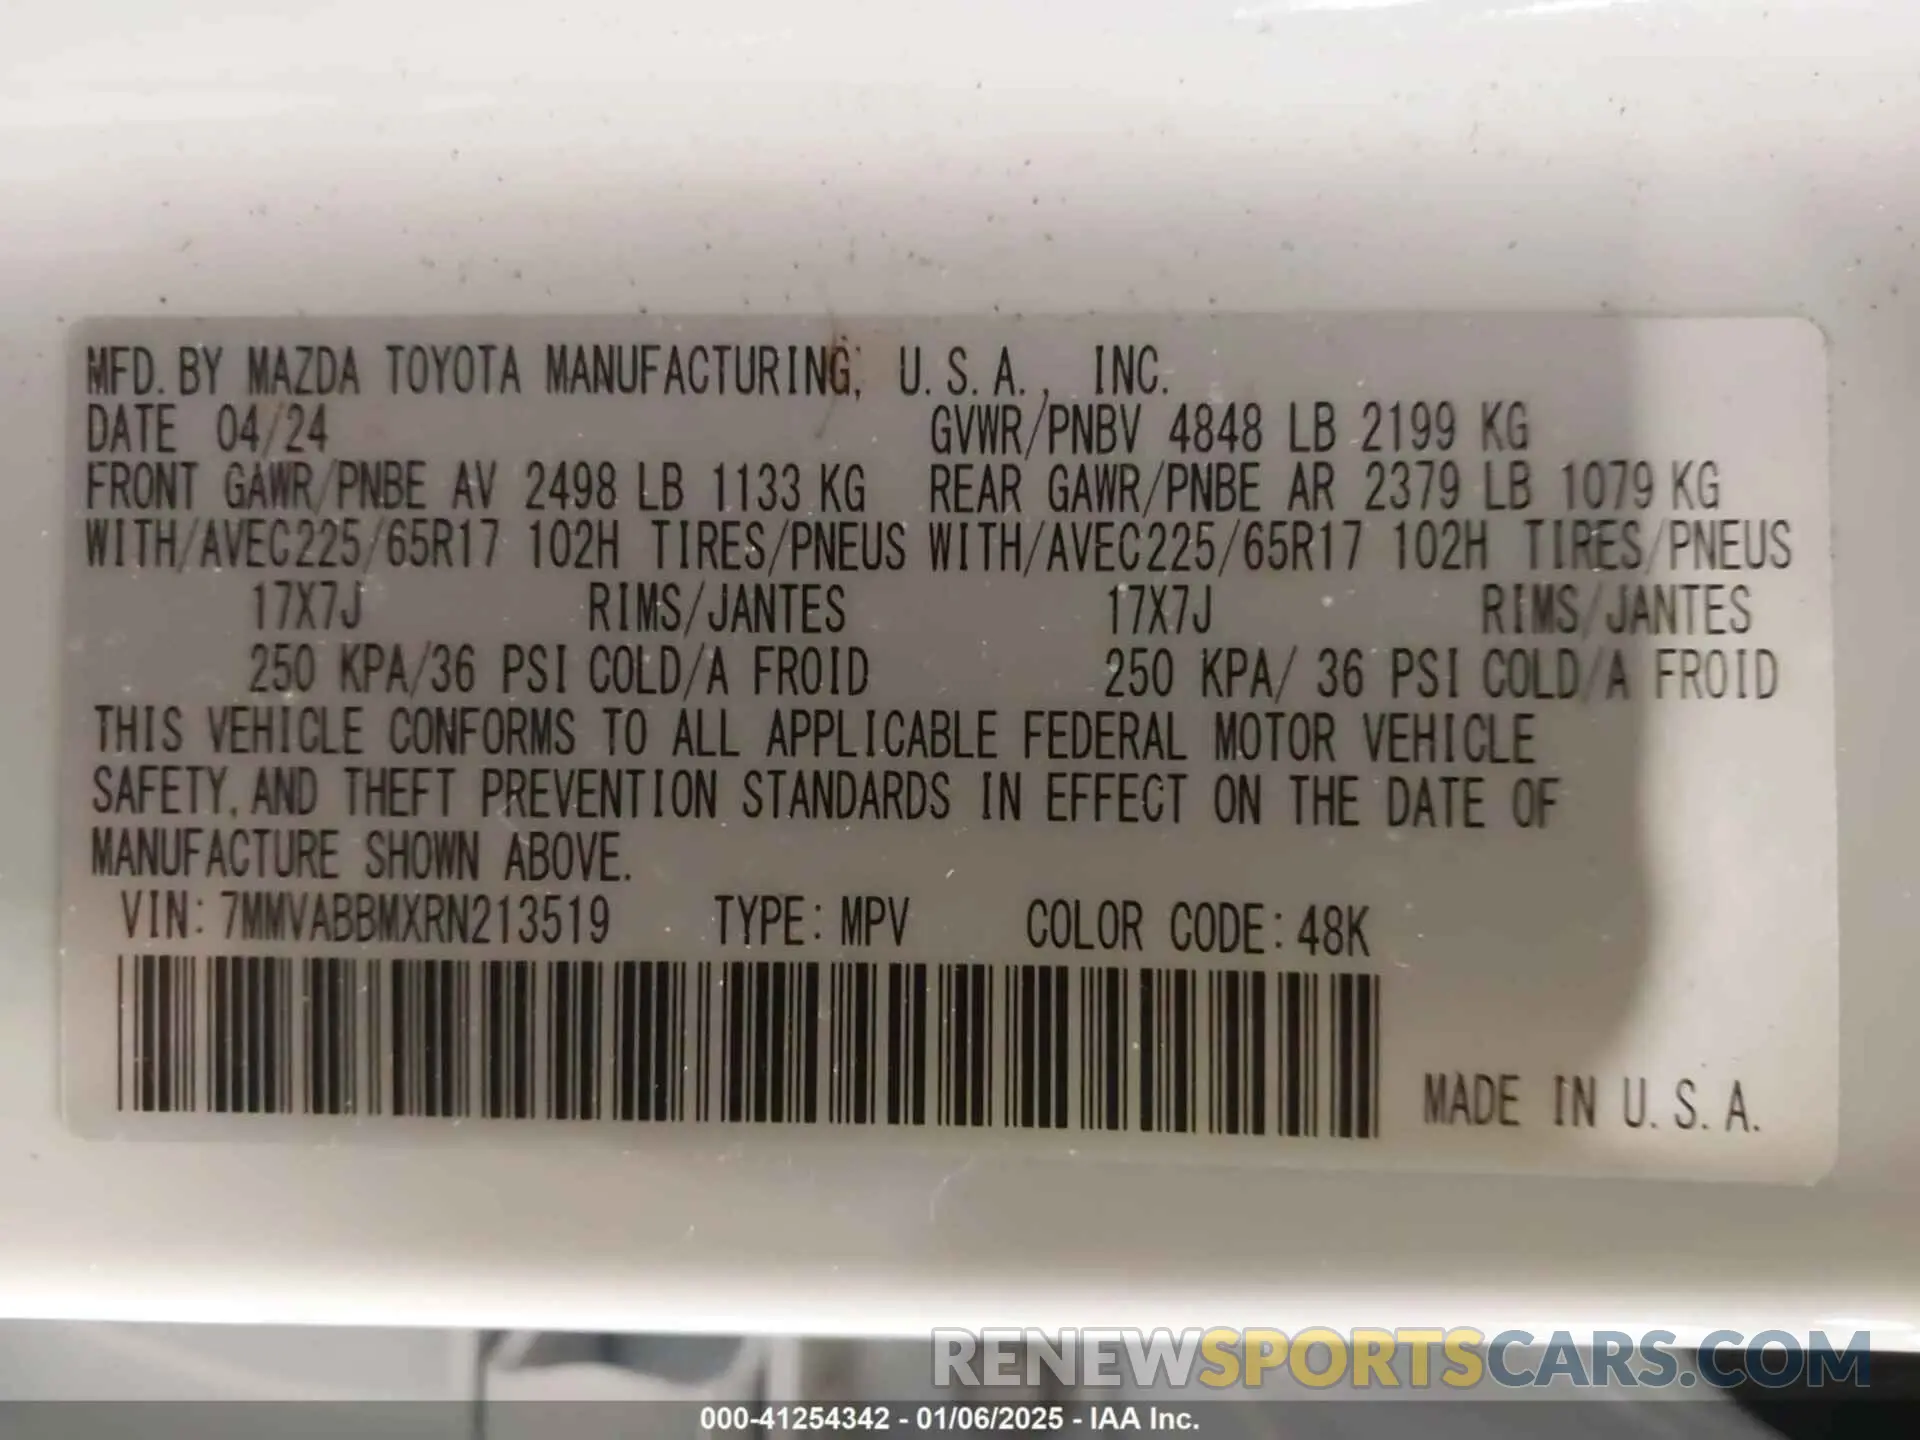 MFD. BY MAZDA TOYOTA MANUFACTURING, U.S.A., INC.
DATE 04/24 GVWR/PNBV 4848 LB 2199 KG
FRONT GAWR/PNBE AV 2498 LB 1133 KG REAR GAWR/PNBE AR 2379 LB 1079 KG
WITH/AVEC225/65R17 102H TIRES/PNEUS WITH/AVEC225/65R17 102H TIRES/PNEUS
17X7J RIMS/JANTES 17X7J RIMS/JANTES
250 KPA/36 PSI COLD/A FROID 250 KPA/ 36 PSI COLD/A FROID
THIS VEHICLE CONFORMS TO ALL APPLICABLE FEDERAL MOTOR VEHICLE
SAFETY, AND THEFT PREVENTION STANDARDS IN EFFECT ON THE DATE OF
MANUFACTURE SHOWN ABOVE.
VIN: 7MMVABBMXRN213519 TYPE: MPV COLOR CODE: 48K
MADE IN U.S.A.
RENEWSPORTSCARS.COM
000-41254342 - 01/06/2025 - IAA Inc.